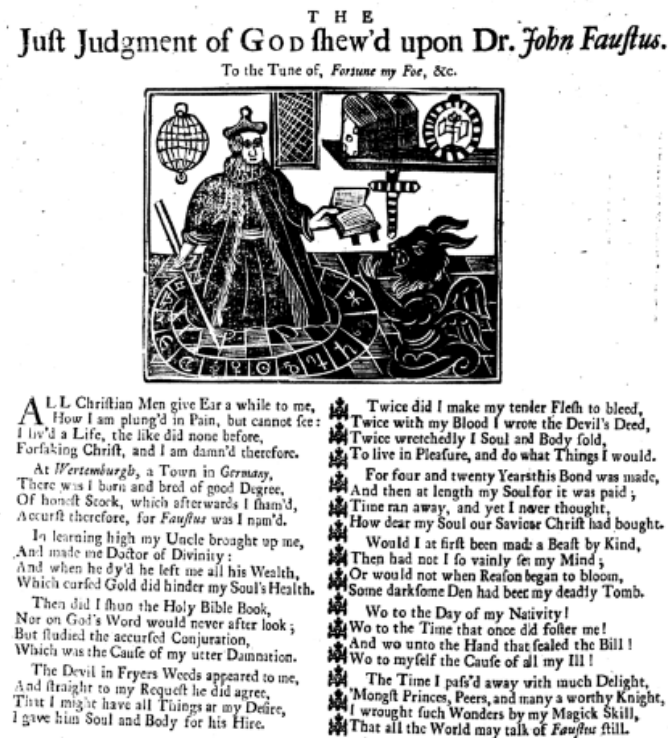 THE
Juſt Judgment of GOD ſhew'd upon Dr. John Fauſtus.
To the Tune of, Fortune my Foe, &c.
ALL Chriſtian Men give Ear a while to me,
How I am plung'd in Pain, but cannot ſee:
I liv'd a Life, the like did none before,
Forſaking Chriſt, and I am damn'd therefore.
At Wertemburgh, a Town in Germany,
There was I born and bred of good Degree,
Of honeſt Stock, which afterwards I ſham'd,
Accurſt therefore, for Fauſtus was I nam'd.
In learning high my Uncle brought up me,
And made me Doctor of Divinity:
And when he dy'd he left me all his Wealth,
Which curſed Gold did hinder my Soul's Health.
Then did I ſhun the Holy Bible Book,
Nor on God's Word would never after look;
But ſtudied the accurſed Conjuration,
Which was the Cauſe of my utter Damnation.
The Devil in Fryers Weeds appeared to me,
And ſtraight to my Requeſt he did agree,
That I might have all Things at my Deſire,
I gave him Soul and Body for his Hire.
Twice did I make my tender Fleſh to bleed,
Twice with my Blood I wrote the Devil's Deed,
Twice wretchedly I Soul and Body ſold,
To live in Pleaſure, and do what Things I would.
For four and twenty Years this Bond was made,
And then at length my Soul for it was paid;
Time ran away, and yet I never thought,
How dear my Soul our Saviour Chriſt had bought.
Would I at firſt been made a Beaſt by Kind,
Then had not I ſo vainly ſet my Mind;
Or would not when Reaſon began to bloom,
Some darkſome Den had been my deadly Tomb.
Wo to the Day of my Nativity!
Wo to the Time that once did foſter me!
And wo unto the Hand that ſealed the Bill!
Wo to myſelf the Cauſe of all my Ill!
The Time I paſs'd away with much Delight,
'Mongſt Princes, Peers, and many a worthy Knight,
I wrought ſuch Wonders by my Magick Skill,
That all the World may talk of Fauſtus ſtill.